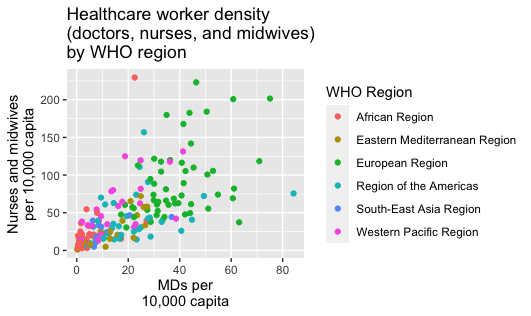 Healthcare worker density
(doctors, nurses, and midwives)
by WHO region
Nurses and midwives
per 10,000 capita
200
150
100
50
0
0
20
40
60
80
MDs per
10,000 capita
WHO Region
African Region
Eastern Mediterranean Region
European Region
Region of the Americas
South-East Asia Region
Western Pacific Region